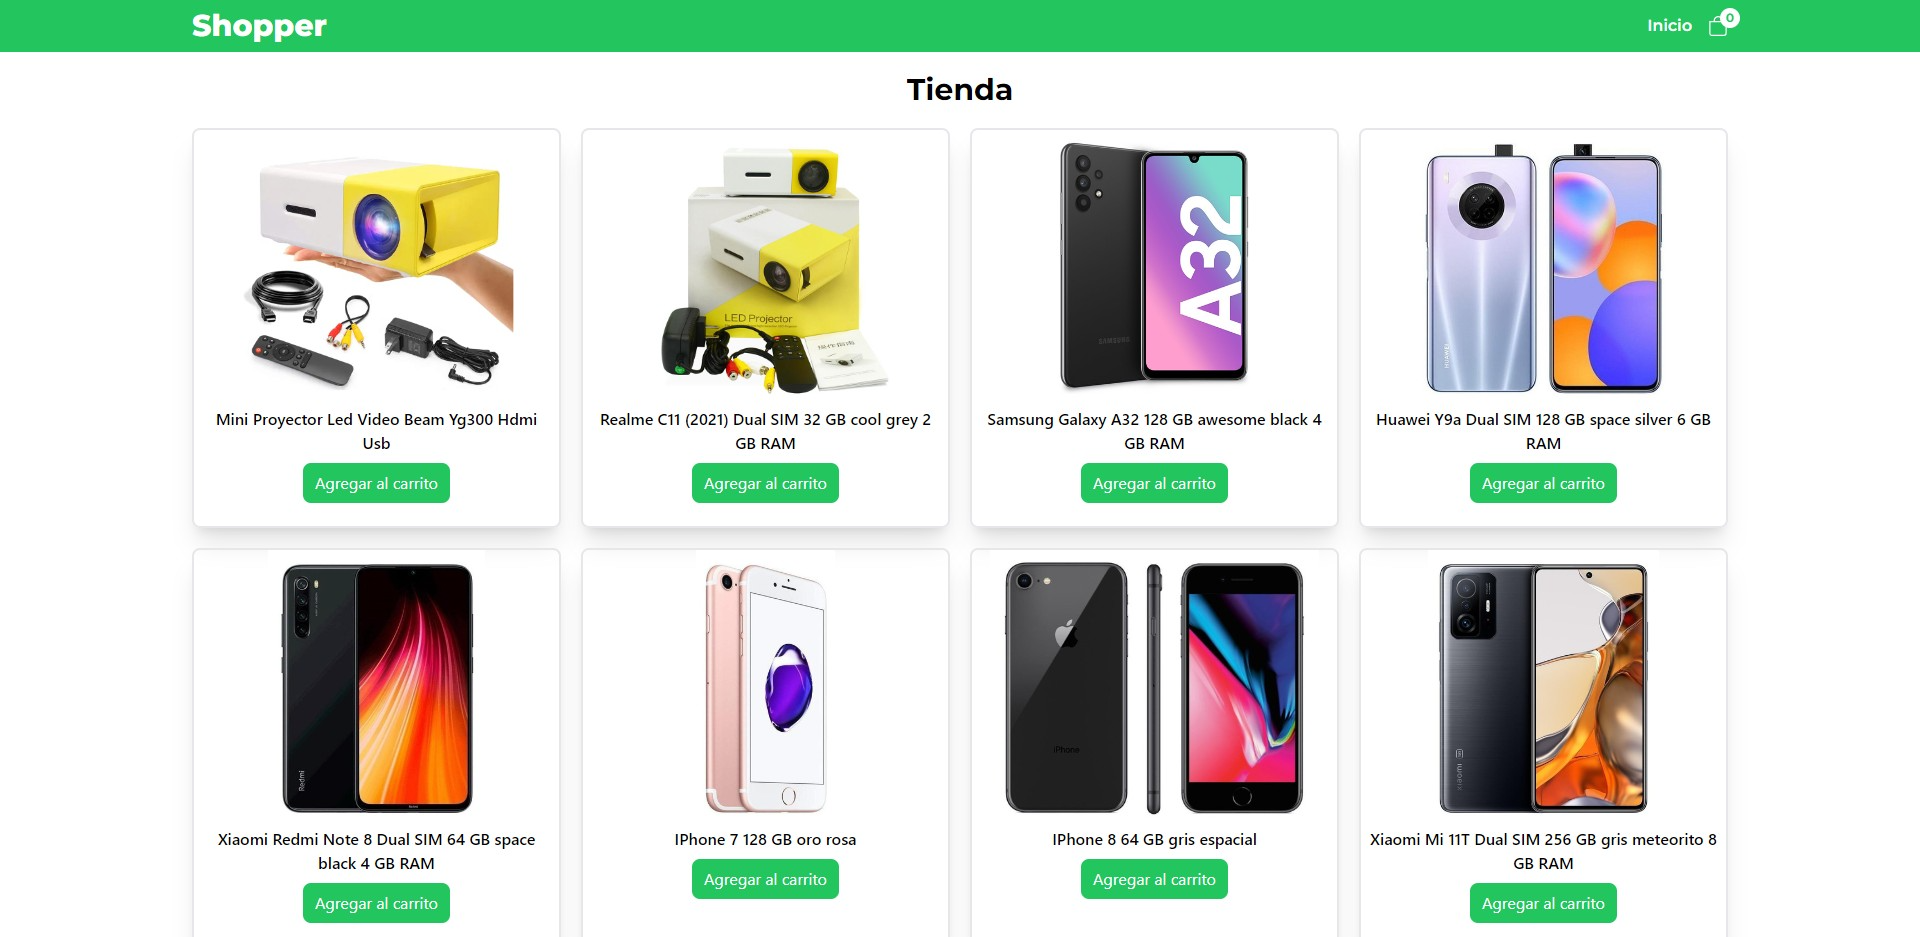 Shopper
Inicio
0
Tienda
LED Projector
A32
SAMSUNG
HUAWEI
Mini Proyector Led Video Beam Yg300 Hdmi
Usb
Agregar al carrito
Realme C11 (2021) Dual SIM 32 GB cool grey 2
GB RAM
Agregar al carrito
Samsung Galaxy A32 128 GB awesome black 4
GB RAM
Agregar al carrito
Huawei Y9a Dual SIM 128 GB space silver 6 GB
RAM
Agregar al carrito
Redmi
iPhone
Xiaomi
Xiaomi Redmi Note 8 Dual SIM 64 GB space
black 4 GB RAM
Agregar al carrito
IPhone 7 128 GB oro rosa
Agregar al carrito
IPhone 8 64 GB gris espacial
Agregar al carrito
Xiaomi Mi 11T Dual SIM 256 GB gris meteorito 8
GB RAM
Agregar al carrito